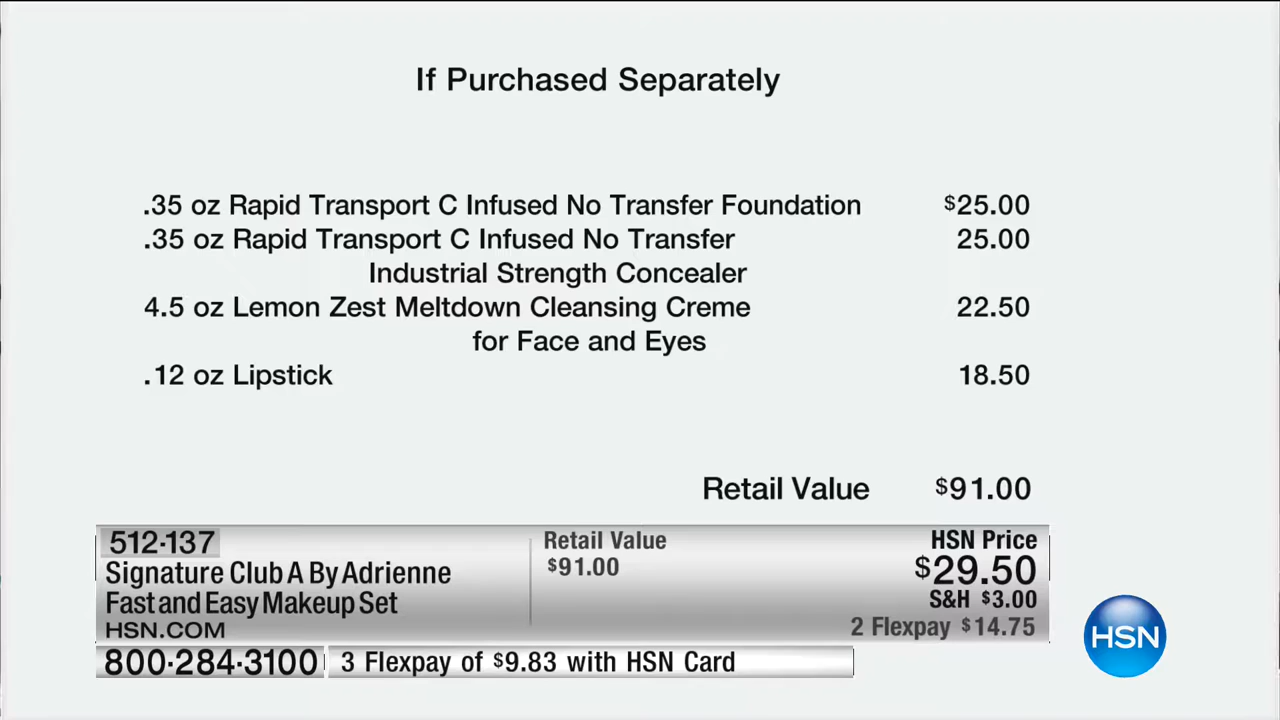 If Purchased Separately
.35 oz Rapid Transport C Infused No Transfer Foundation $25.00
.35 oz Rapid Transport C Infused No Transfer 25.00
Industrial Strength Concealer
4.5 oz Lemon Zest Meltdown Cleansing Creme 22.50
for Face and Eyes
.12 oz Lipstick 18.50
Retail Value $91.00
512·137
Signature Club A By Adrienne
Fast and Easy Makeup Set
HSN.COM
Retail Value
$91.00
HSN Price
$29.50
S&H $3.00
2 Flexpay $14.75
800·284·3100
3 Flexpay of $9.83 with HSN Card
HSN